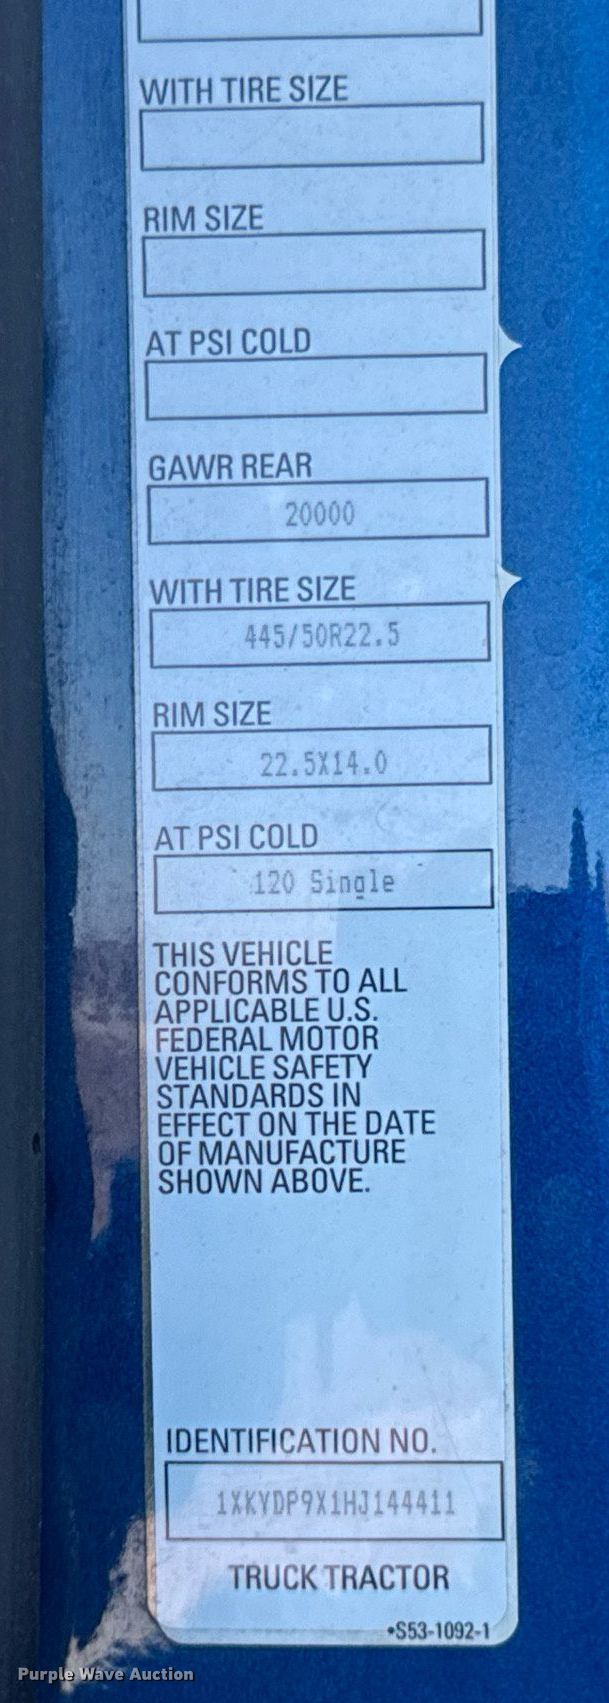 WITH TIRE SIZE
RIM SIZE
AT PSI COLD
GAWR REAR
20000
WITH TIRE SIZE
445/50R22.5
RIM SIZE
22.5X14.0
AT PSI COLD
120 Single
THIS VEHICLE
CONFORMS TO ALL
APPLICABLE U.S.
FEDERAL MOTOR
VEHICLE SAFETY
STANDARDS IN
EFFECT ON THE DATE
OF MANUFACTURE
SHOWN ABOVE.
IDENTIFICATION NO.
1XKYDP9X1HJ144411
TRUCK TRACTOR
•S53-1092-1
Purple Wave Auction